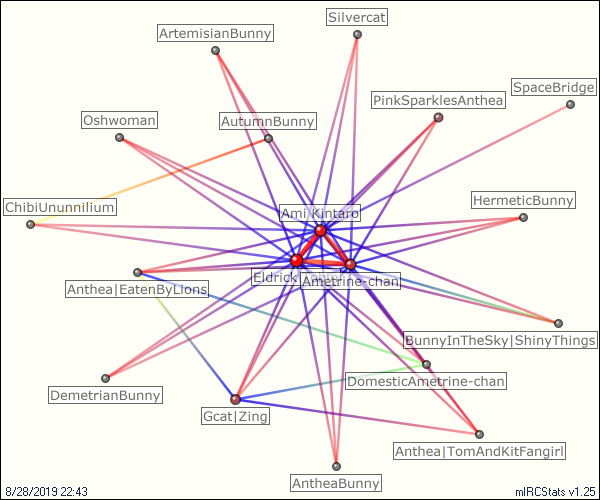 Silvercat
ArtemisianBunny
SpaceBridge
PinkSparklesAnthea
Oshwoman
AutumnBunny
ChibiUnunnilium
HermeticBunny
Ami Kintaro
Eldrick
Ametrine-chan
Anthea|EatenByLions
BunnyInTheSky|ShinyThings
DomesticAmetrine-chan
DemetrianBunny
Gcat|Zing
Anthea|TomAndKitFangirl
AntheaBunny
8/28/2019 22:43
mIRCStats v1.25